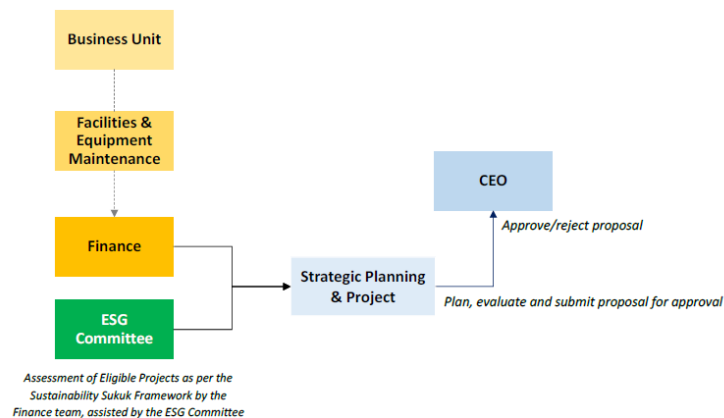 Business Unit
Facilities &
Equipment
Maintenance
CEO
Approve/reject proposal
Finance
Strategic Planning
& Project
Plan, evaluate and submit proposal for approval
ESG
Committee
Assessment of Eligible Projects as per the
Sustainability Sukuk Framework by the
Finance team, assisted by the ESG Committee